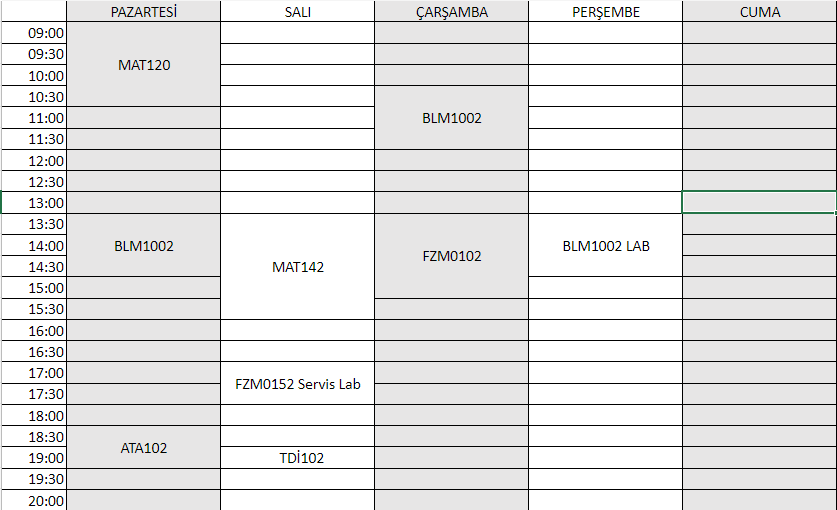 PAZARTESİ SALI ÇARŞAMBA PERŞEMBE CUMA
09:00
09:30
10:00 MAT120
10:30
11:00 BLM1002
11:30
12:00
12:30
13:00
13:30
14:00 BLM1002 BLM1002 LAB
14:30 MAT142 FZM0102
15:00
15:30
16:00
16:30
17:00
17:30 FZM0152 Servis Lab
18:00
18:30
19:00 ATA102 TDİ102
19:30
20:00